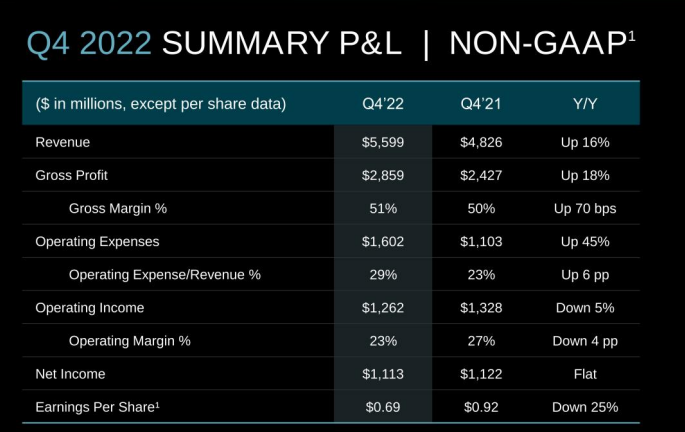 Q4 2022 SUMMARY P&L | NON-GAAP¹
($ in millions, except per share data) Q4'22 Q4'21 Y/Y
Revenue $5,599 $4,826 Up 16%
Gross Profit $2,859 $2,427 Up 18%
Gross Margin % 51% 50% Up 70 bps
Operating Expenses $1,602 $1,103 Up 45%
Operating Expense/Revenue % 29% 23% Up 6 pp
Operating Income $1,262 $1,328 Down 5%
Operating Margin % 23% 27% Down 4 pp
Net Income $1,113 $1,122 Flat
Earnings Per Share¹ $0.69 $0.92 Down 25%